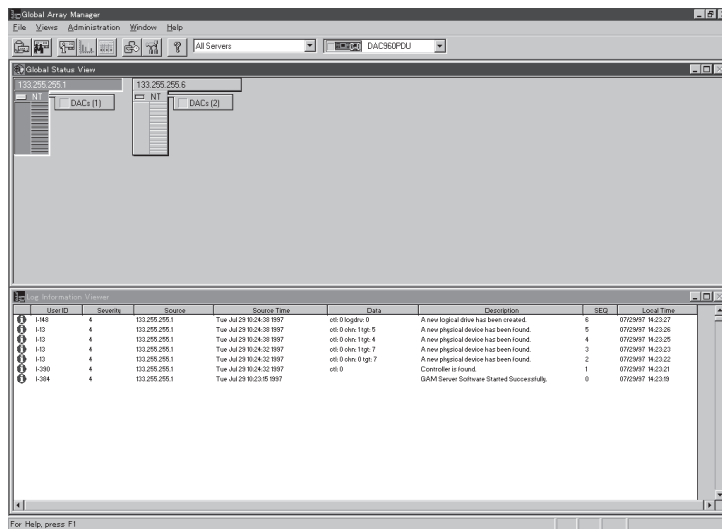 Global Array Manager
File Views Administration Window Help
All Servers DAC960PDU
Global Status View
133.255.255.1 133.255.255.6
NT DACs (1) NT DACs (2)
Log Information Viewer
User ID Severity Source Source Time Data Description SEQ Local Time
I-148 4 133.255.255.1 Tue Jul 29 10:24:38 1997 ctl: 0 logdrv: 0 A new logical drive has been created. 6 07/29/97 14:23:27
I-13 4 133.255.255.1 Tue Jul 29 10:24:38 1997 ctl: 0 chn: 1 tgt: 5 A new physical device has been found. 5 07/29/97 14:23:26
I-13 4 133.255.255.1 Tue Jul 29 10:24:38 1997 ctl: 0 chn: 1 tgt: 4 A new physical device has been found. 4 07/29/97 14:23:25
I-13 4 133.255.255.1 Tue Jul 29 10:24:32 1997 ctl: 0 chn: 1 tgt: 7 A new physical device has been found. 3 07/29/97 14:23:23
I-13 4 133.255.255.1 Tue Jul 29 10:24:32 1997 ctl: 0 chn: 0 tgt: 7 A new physical device has been found. 2 07/29/97 14:23:22
I-390 4 133.255.255.1 Tue Jul 29 10:24:32 1997 ctl: 0 Controller is found. 1 07/29/97 14:23:21
I-384 4 133.255.255.1 Tue Jul 29 10:23:15 1997 GAM Server Software Started Successfully. 0 07/29/97 14:23:19
For Help, press F1